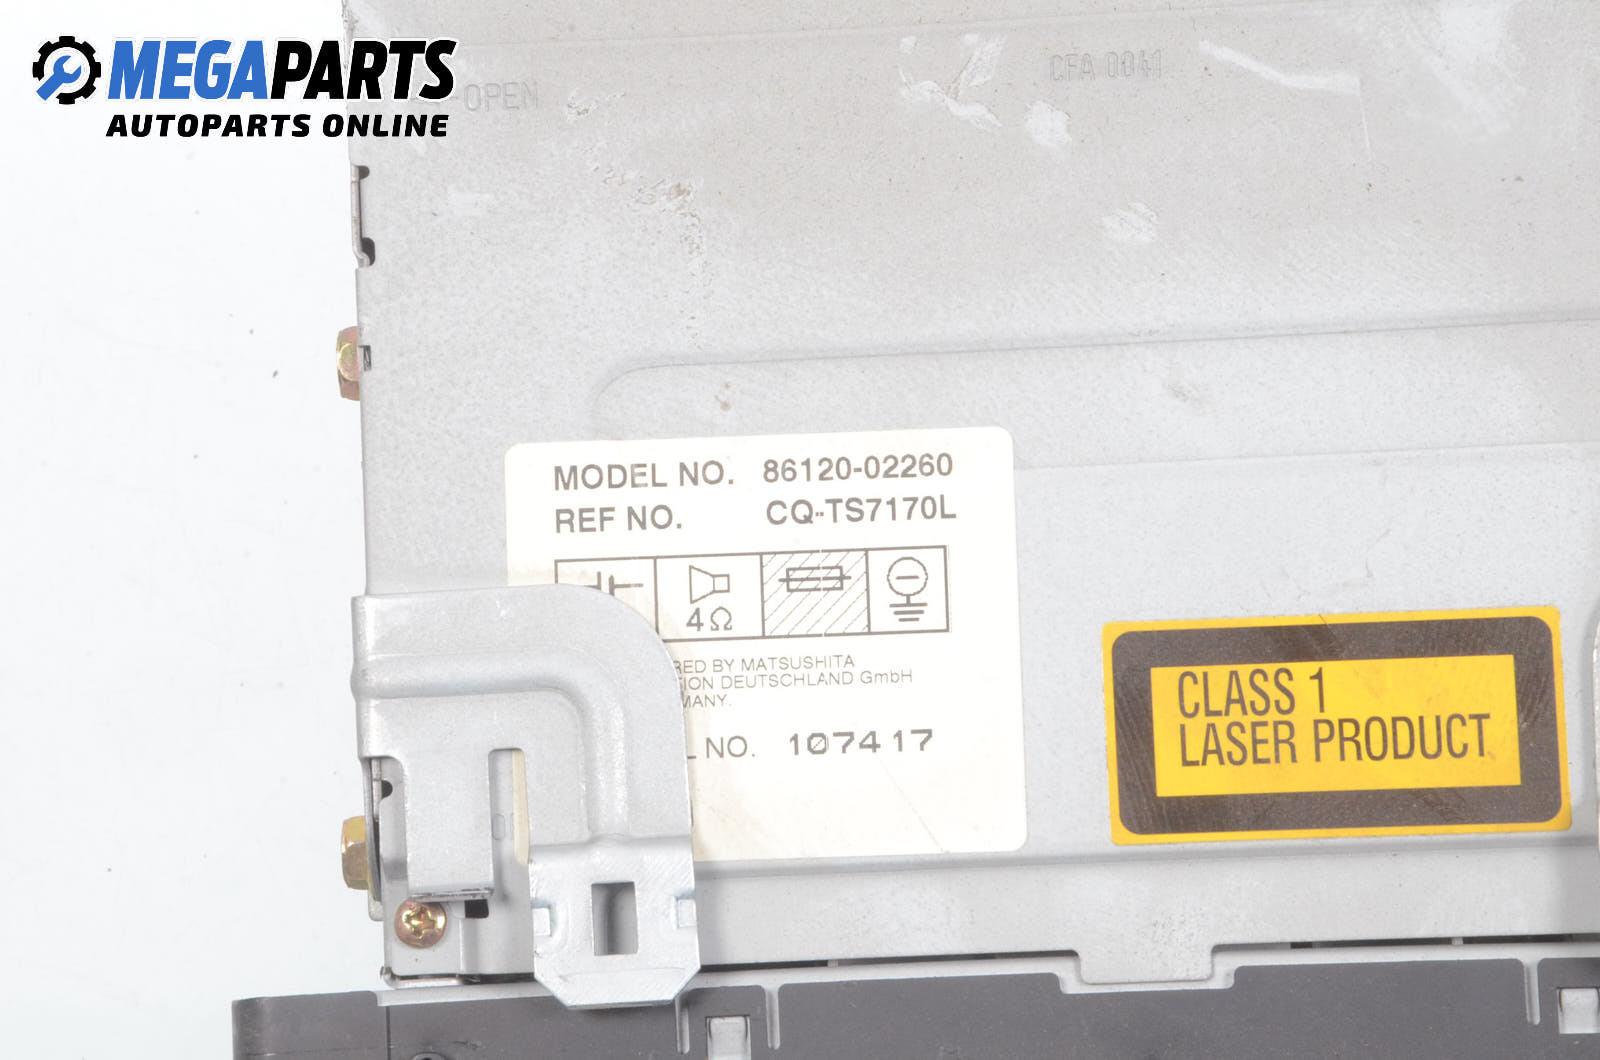 MEGAPARTS
AUTOPARTS ONLINE
OPEN
CFA 0041
MODEL NO. 86120-02260
REF NO. CQ-TS7170L
4Ω
RED BY MATSUSHITA
SION DEUTSCHLAND GmbH
MANY.
L NO. 107417
CLASS 1
LASER PRODUCT